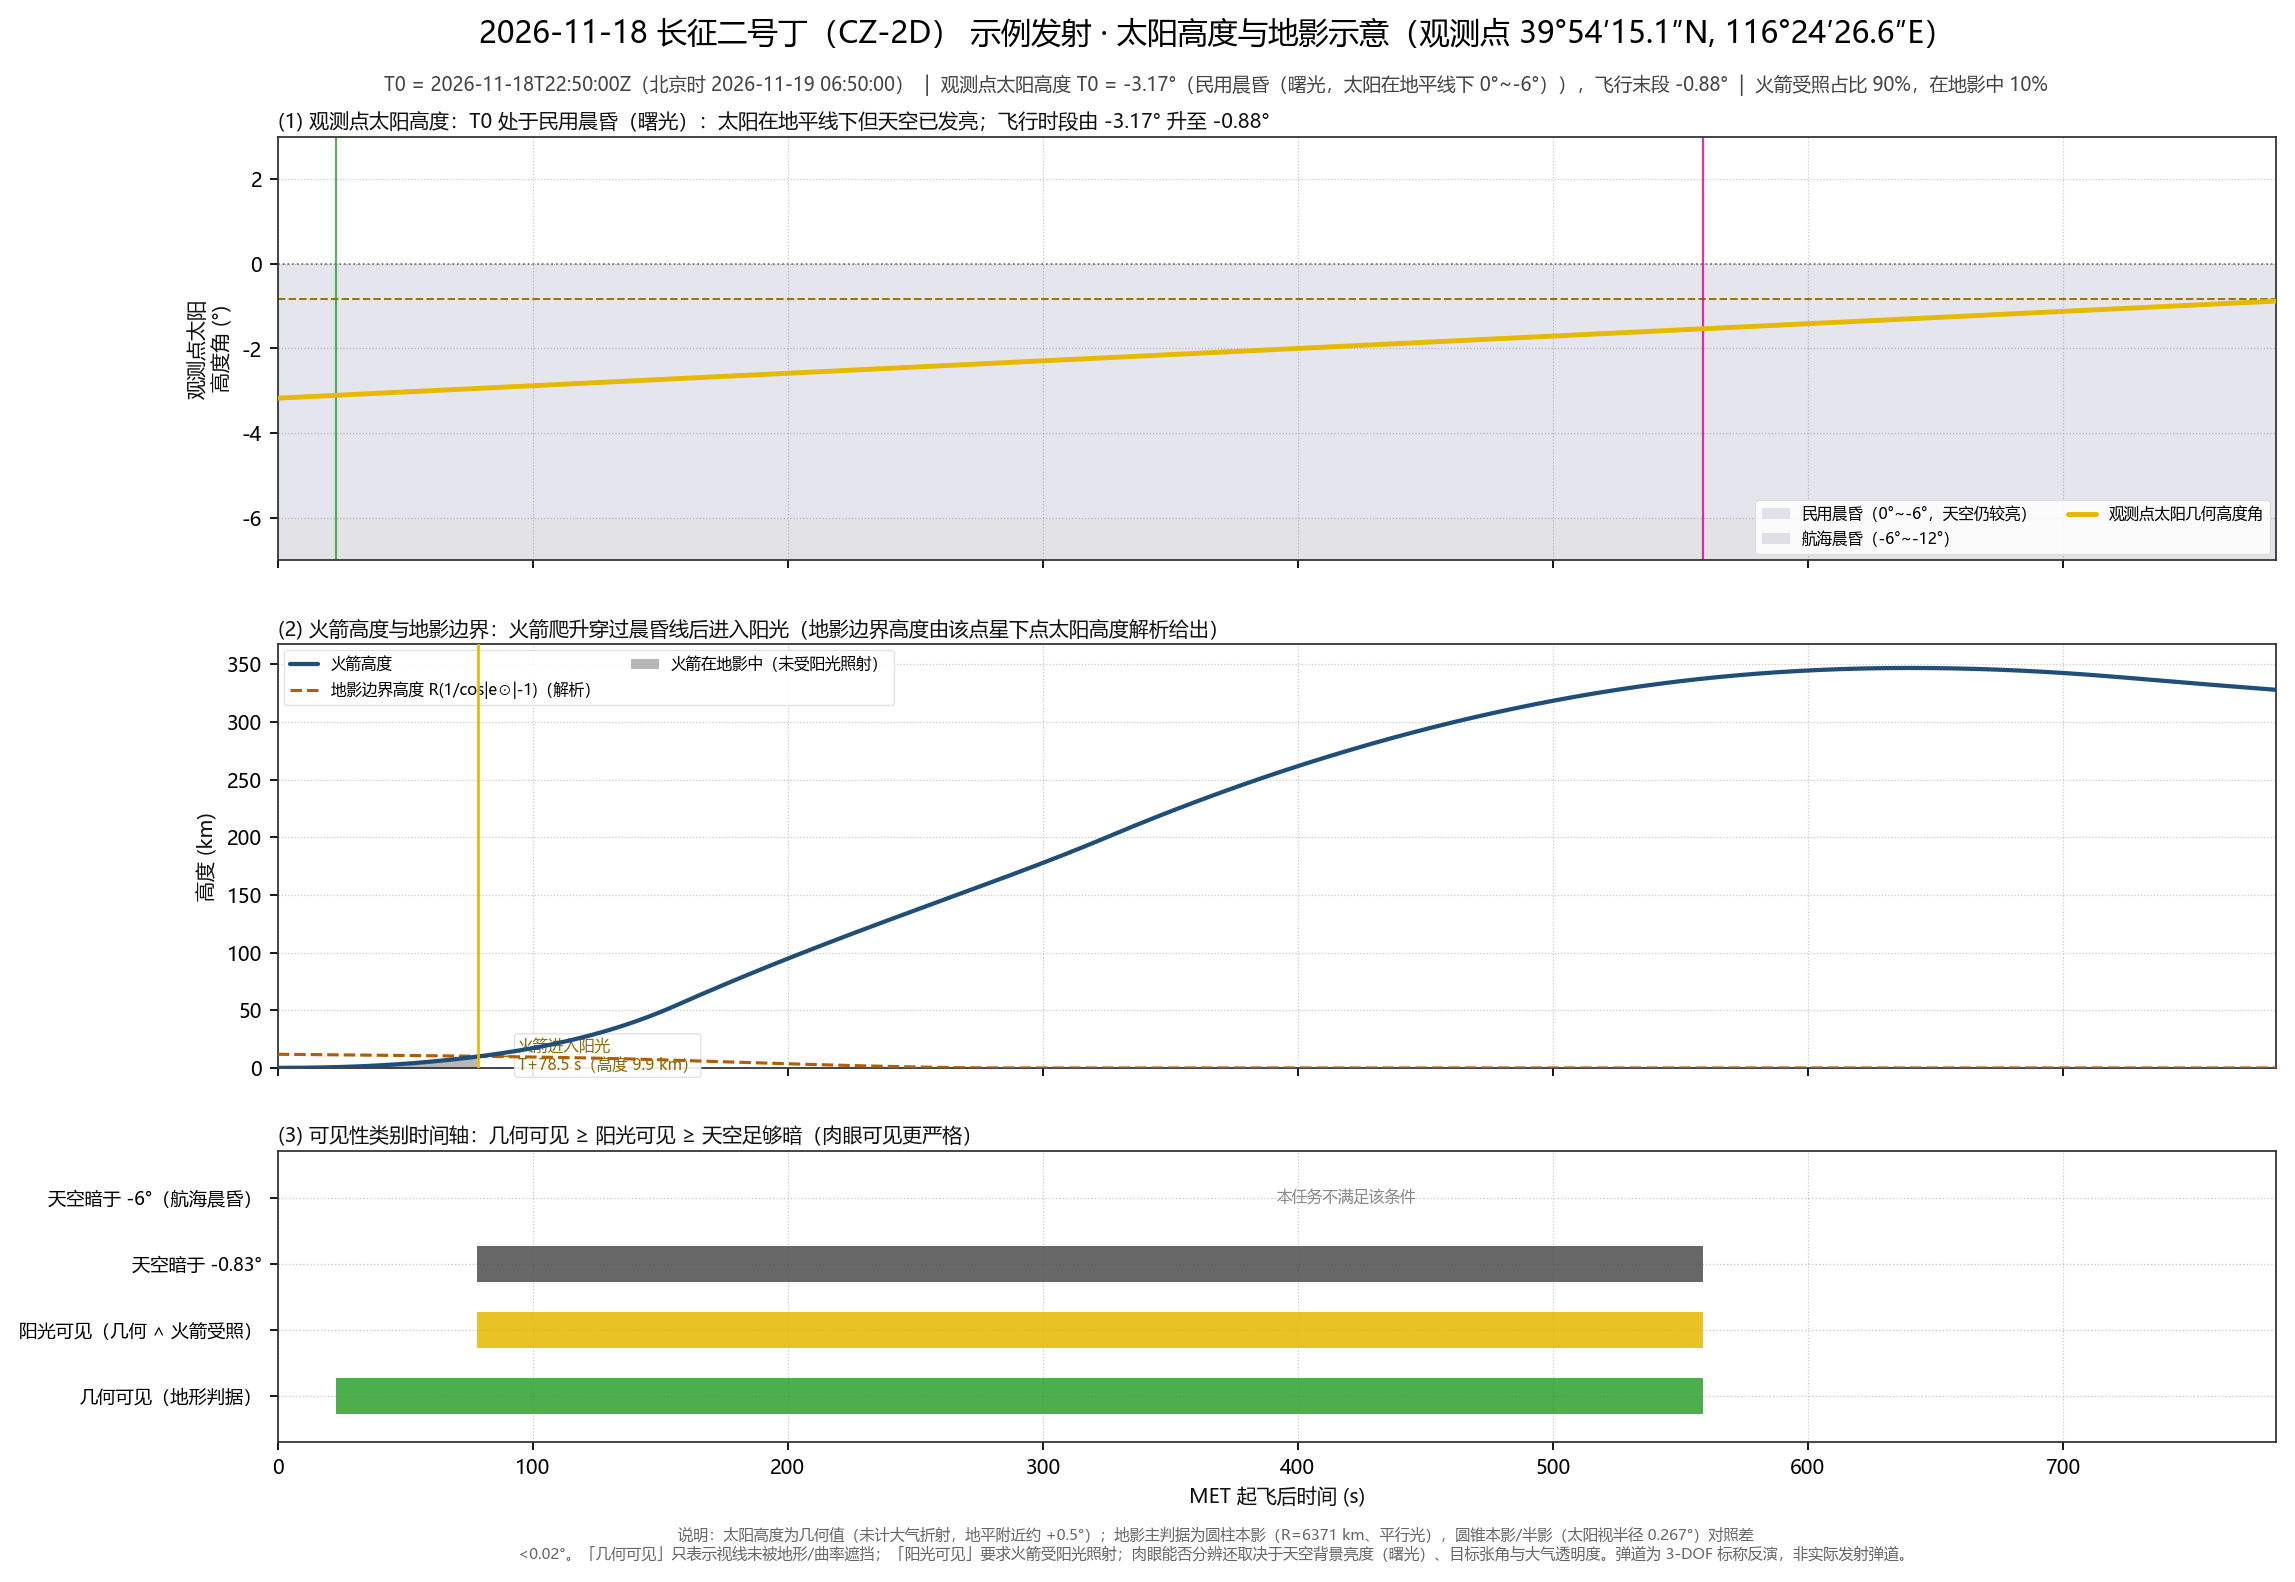 2026-11-18 长征二号丁（CZ-2D） 示例发射 · 太阳高度与地影示意（观测点 39°54′15.1″N, 116°24′26.6″E）
T0 = 2026-11-18T22:50:00Z（北京时 2026-11-19 06:50:00） | 观测点太阳高度 T0 = -3.17°（民用晨昏（曙光，太阳在地平线下 0°~-6°）），飞行末段 -0.88° | 火箭受照占比 90%，在地影中 10%
(1) 观测点太阳高度：T0 处于民用晨昏（曙光）：太阳在地平线下但天空已发亮；飞行时段由 -3.17° 升至 -0.88°
观测点太阳
高度角 (°)
2
0
-2
-4
-6
民用晨昏（0°~-6°，天空仍较亮）
航海晨昏（-6°~-12°）
观测点太阳几何高度角
(2) 火箭高度与地影边界：火箭爬升穿过晨昏线后进入阳光（地影边界高度由该点星下点太阳高度解析给出）
高度 (km)
350
300
250
200
150
100
50
0
火箭高度
地影边界高度 R(1/cos|e☉|-1)（解析）
火箭在地影中（未受阳光照射）
火箭进入阳光
T+78.5 s（高度 9.9 km）
(3) 可见性类别时间轴：几何可见 ≥ 阳光可见 ≥ 天空足够暗（肉眼可见更严格）
天空暗于 -6°（航海晨昏）
本任务不满足该条件
天空暗于 -0.83°
阳光可见（几何 ∧ 火箭受照）
几何可见（地形判据）
0 100 200 300 400 500 600 700
MET 起飞后时间 (s)
说明：太阳高度为几何值（未计大气折射，地平附近约 +0.5°）；地影主判据为圆柱本影（R=6371 km、平行光），圆锥本影/半影（太阳视半径 0.267°）对照差
<0.02°。「几何可见」只表示视线未被地形/曲率遮挡；「阳光可见」要求火箭受阳光照射；肉眼能否分辨还取决于天空背景亮度（曙光）、目标张角与大气透明度。弹道为 3-DOF 标称反演，非实际发射弹道。